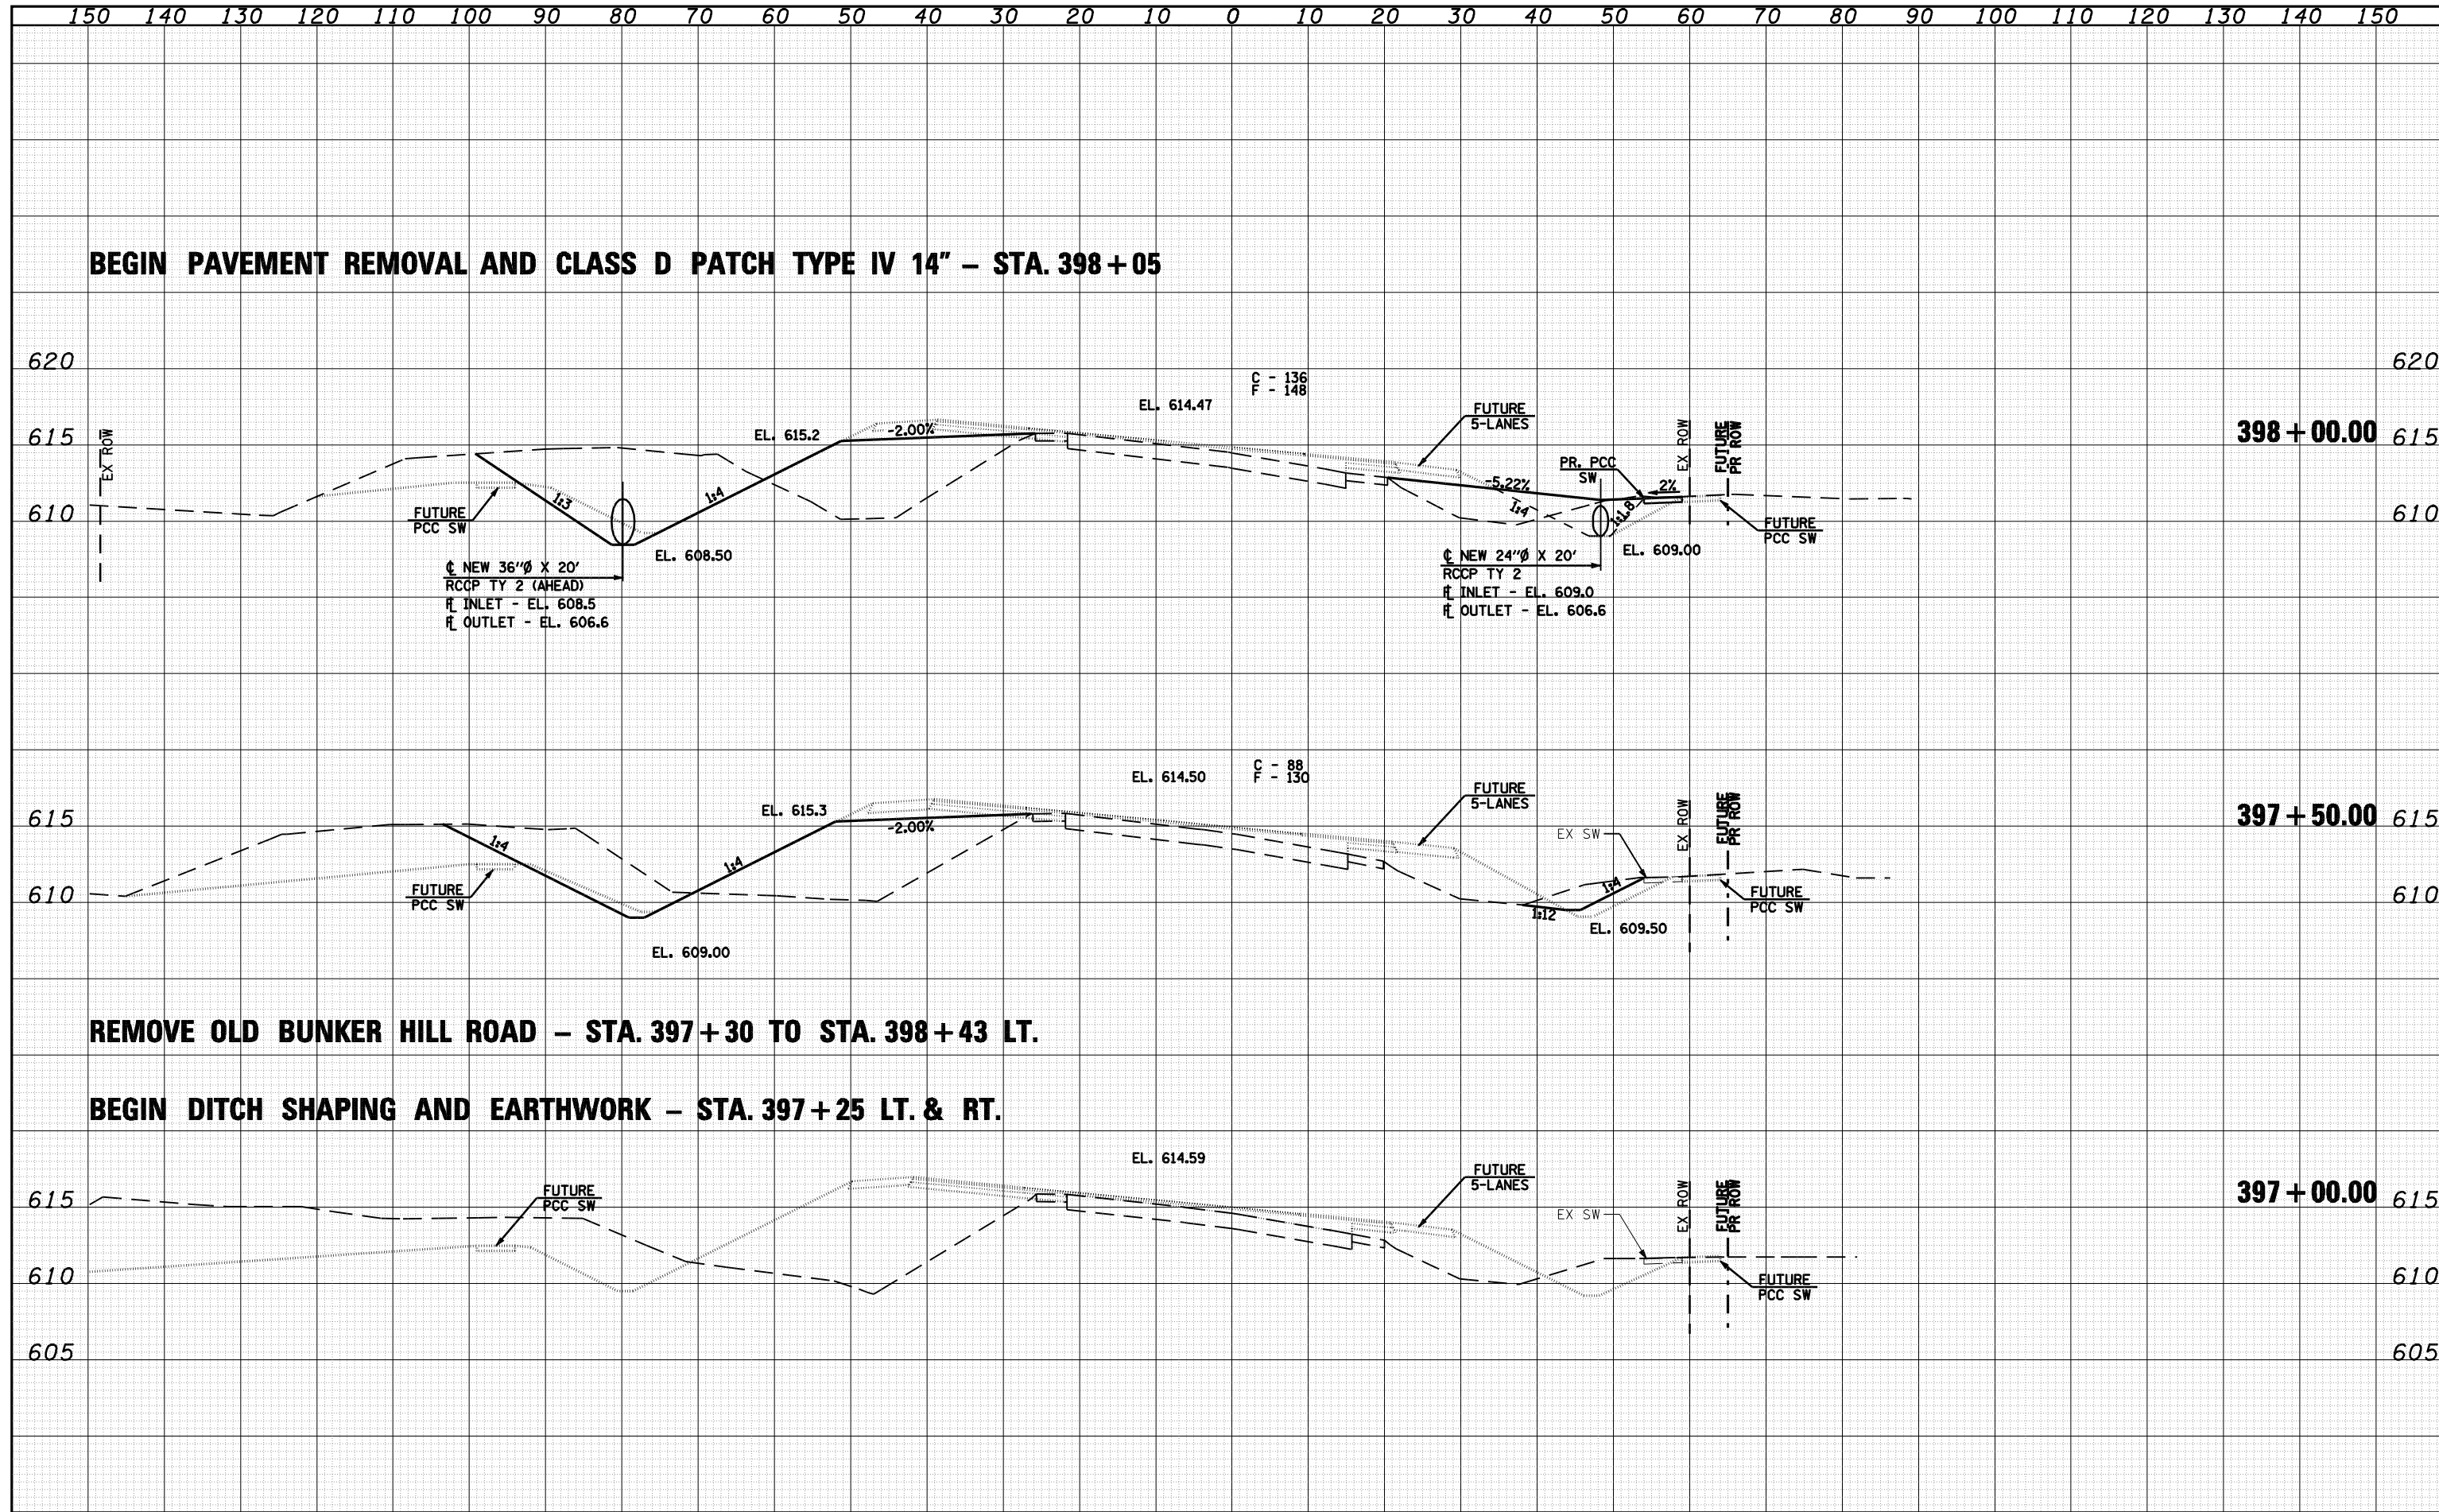 150 140 130 120 110 100 90 80 70 60 50 40 30 20 10 0 10 20 30 40 50 60 70 80 90 100 110 120 130 140 150
BEGIN PAVEMENT REMOVAL AND CLASS D PATCH TYPE IV 14" – STA. 398+05
620
620
C - 136
F - 148
EL. 614.47
FUTURE
5-LANES
EX ROW
EL. 615.2
-2.00%
EX ROW
FUTURE
PR ROW
398+00.00
615
615
PR. PCC
SW
2%
-5.22%
1:3
1:4
1:4
1:1.8
FUTURE
PCC SW
610
610
FUTURE
PCC SW
EL. 608.50
EL. 609.00
℄ NEW 36"Ø X 20'
RCCP TY 2 (AHEAD)
FL INLET - EL. 608.5
FL OUTLET - EL. 606.6
℄ NEW 24"Ø X 20'
RCCP TY 2
FL INLET - EL. 609.0
FL OUTLET - EL. 606.6
C - 88
F - 130
EL. 614.50
FUTURE
5-LANES
EL. 615.3
-2.00%
EX SW
EX ROW
FUTURE
PR ROW
397+50.00
615
615
1:4
1:4
1:4
1:12
FUTURE
PCC SW
610
610
FUTURE
PCC SW
EL. 609.00
EL. 609.50
REMOVE OLD BUNKER HILL ROAD – STA. 397+30 TO STA. 398+43 LT.
BEGIN DITCH SHAPING AND EARTHWORK – STA. 397+25 LT. & RT.
EL. 614.59
FUTURE
5-LANES
FUTURE
PCC SW
EX SW
EX ROW
FUTURE
PR ROW
397+00.00
615
615
610
610
FUTURE
PCC SW
605
605